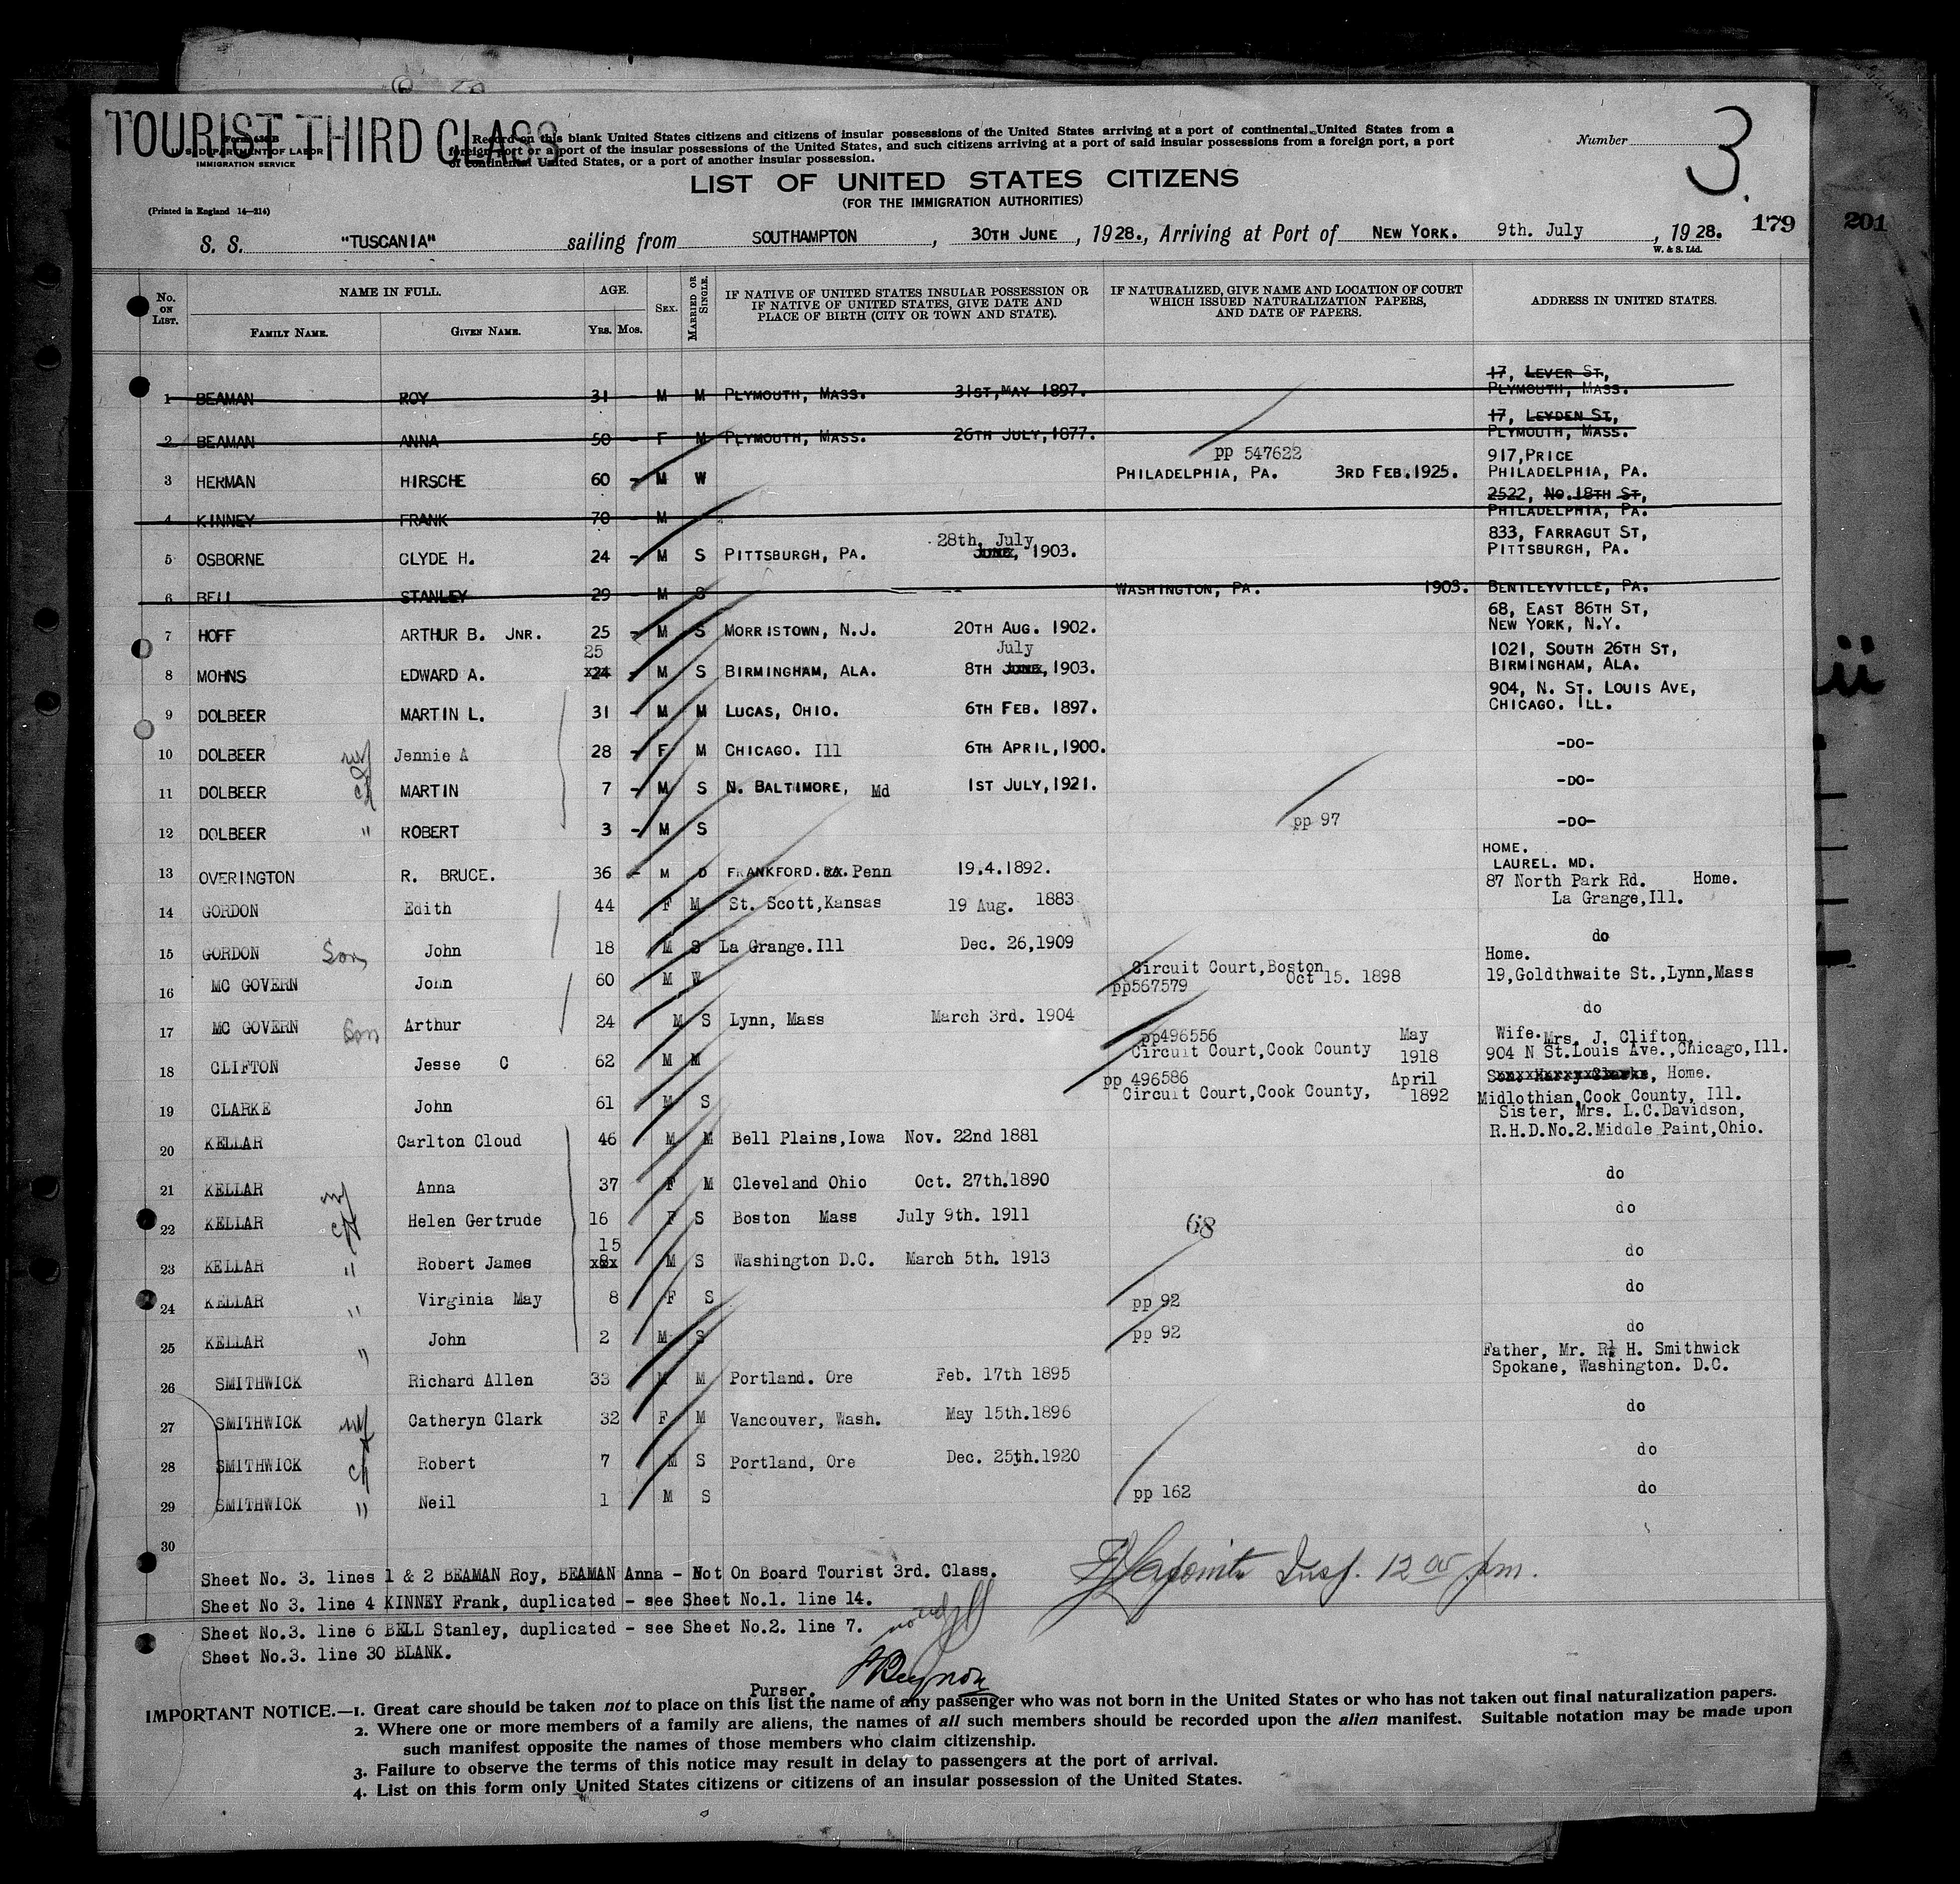 TOURIST THIRD CLASS
Form 630 B
U. S. DEPARTMENT OF LABOR
IMMIGRATION SERVICE
(Printed in England 14—214)
Record on this blank United States citizens and citizens of insular possessions of the United States arriving at a port of continental United States from a
foreign port or a port of the insular possessions of the United States, and such citizens arriving at a port of said insular possessions from a foreign port, a port
of continental United States, or a port of another insular possession.
Number 3.
LIST OF UNITED STATES CITIZENS
(FOR THE IMMIGRATION AUTHORITIES)
179 201
S. S. "TUSCANIA" sailing from SOUTHAMPTON, 30TH JUNE, 1928., Arriving at Port of NEW YORK. 9th. July, 1928.
W. & S. Ltd.
No. ON LIST. NAME IN FULL. FAMILY NAME. GIVEN NAME. AGE. YRS. MOS. SEX. MARRIED OR SINGLE. IF NATIVE OF UNITED STATES INSULAR POSSESSION OR IF NATIVE OF UNITED STATES, GIVE DATE AND PLACE OF BIRTH (CITY OR TOWN AND STATE). IF NATURALIZED, GIVE NAME AND LOCATION OF COURT WHICH ISSUED NATURALIZATION PAPERS, AND DATE OF PAPERS. ADDRESS IN UNITED STATES.
17, LEVER ST,
1 BEAMAN ROY 31 - M M PLYMOUTH, MASS. 31ST, MAY 1897. PLYMOUTH, MASS.
17, LEYDEN ST,
2 BEAMAN ANNA 50 - F M PLYMOUTH, MASS. 26TH JULY, 1877. PLYMOUTH, MASS.
pp 547622 917, PRICE
3 HERMAN HIRSCHE 60 - M W PHILADELPHIA, PA. 3RD FEB. 1925. PHILADELPHIA, PA.
2522, No. 18TH ST,
4 KINNEY FRANK 70 - M PHILADELPHIA, PA.
28th, July 833, FARRAGUT ST,
5 OSBORNE CLYDE H. 24 - M S PITTSBURGH, PA. JUNE, 1903. PITTSBURGH, PA.
6 BELL STANLEY 29 - M S WASHINGTON, PA. 1903. BENTLEYVILLE, PA.
68, EAST 86TH ST,
7 HOFF ARTHUR B. JNR. 25 - M S MORRISTOWN, N.J. 20TH AUG. 1902. NEW YORK, N.Y.
25 July 1021, SOUTH 26TH ST,
8 MOHNS EDWARD A. 24 - M S BIRMINGHAM, ALA. 8TH JUNE, 1903. BIRMINGHAM, ALA.
904, N. ST. LOUIS AVE,
9 DOLBEER MARTIN L. 31 - M M LUCAS, OHIO. 6TH FEB. 1897. CHICAGO. ILL.
10 DOLBEER wf Jennie A 28 - F M CHICAGO. Ill 6TH APRIL, 1900. -DO-
11 DOLBEER ch MARTIN 7 - M S N. BALTIMORE, Md 1ST JULY, 1921. -DO-
12 DOLBEER " ROBERT 3 - M S pp 97 -DO-
HOME.
LAUREL. MD.
13 OVERINGTON R. BRUCE. 36 - M D FRANKFORD. PA. Penn 19.4.1892.
87 North Park Rd. Home.
14 GORDON Edith 44 F M St. Scott, Kansas 19 Aug. 1883 La Grange, Ill.
15 GORDON Son John 18 M S La Grange. Ill Dec. 26, 1909 do
Home.
Circuit Court, Boston
16 MC GOVERN John 60 M W pp567579 Oct 15. 1898 19, Goldthwaite St., Lynn, Mass
17 MC GOVERN Son Arthur 24 M S Lynn, Mass March 3rd. 1904 do
pp496556 May Wife. Mrs. J. Clifton,
18 CLIFTON Jesse C 62 M M Circuit Court, Cook County 1918 904 N St. Louis Ave., Chicago, Ill.
pp 496586 April Son. Harry Clarke, Home.
19 CLARKE John 61 M S Circuit Court, Cook County, 1892 Midlothian, Cook County, Ill.
Sister, Mrs. L.C. Davidson,
20 KELLAR Carlton Cloud 46 M M Bell Plains, Iowa Nov. 22nd 1881 R.H.D. No. 2. Middle Paint, Ohio.
21 KELLAR wf Anna 37 F M Cleveland Ohio Oct. 27th. 1890 do
22 KELLAR ch Helen Gertrude 16 F S Boston Mass July 9th. 1911 68 do
15
23 KELLAR " Robert James M S Washington D.C. March 5th. 1913 do
24 KELLAR " Virginia May 8 F S pp 92 do
25 KELLAR " John 2 M S pp 92 do
Father, Mr. R. H. Smithwick
26 SMITHWICK Richard Allen 33 M M Portland. Ore Feb. 17th 1895 Spokane, Washington. D.C.
27 SMITHWICK wf Catheryn Clark 32 F M Vancouver, Wash. May 15th. 1896 do
28 SMITHWICK ch Robert 7 M S Portland, Ore Dec. 25th. 1920 do
29 SMITHWICK " Neil 1 M S pp 162 do
30
Insp. 12 00 pm.
Sheet No. 3. lines 1 & 2 BEAMAN Roy, BEAMAN Anna - Not On Board Tourist 3rd. Class.
Sheet No 3. line 4 KINNEY Frank, duplicated - see Sheet No.1. line 14.
Sheet No.3. line 6 BELL Stanley, duplicated - see Sheet No.2. line 7.
noted
Sheet No.3. line 30 BLANK.
Purser.
IMPORTANT NOTICE.—1. Great care should be taken not to place on this list the name of any passenger who was not born in the United States or who has not taken out final naturalization papers.
2. Where one or more members of a family are aliens, the names of all such members should be recorded upon the alien manifest. Suitable notation may be made upon
such manifest opposite the names of those members who claim citizenship.
3. Failure to observe the terms of this notice may result in delay to passengers at the port of arrival.
4. List on this form only United States citizens or citizens of an insular possession of the United States.
ii